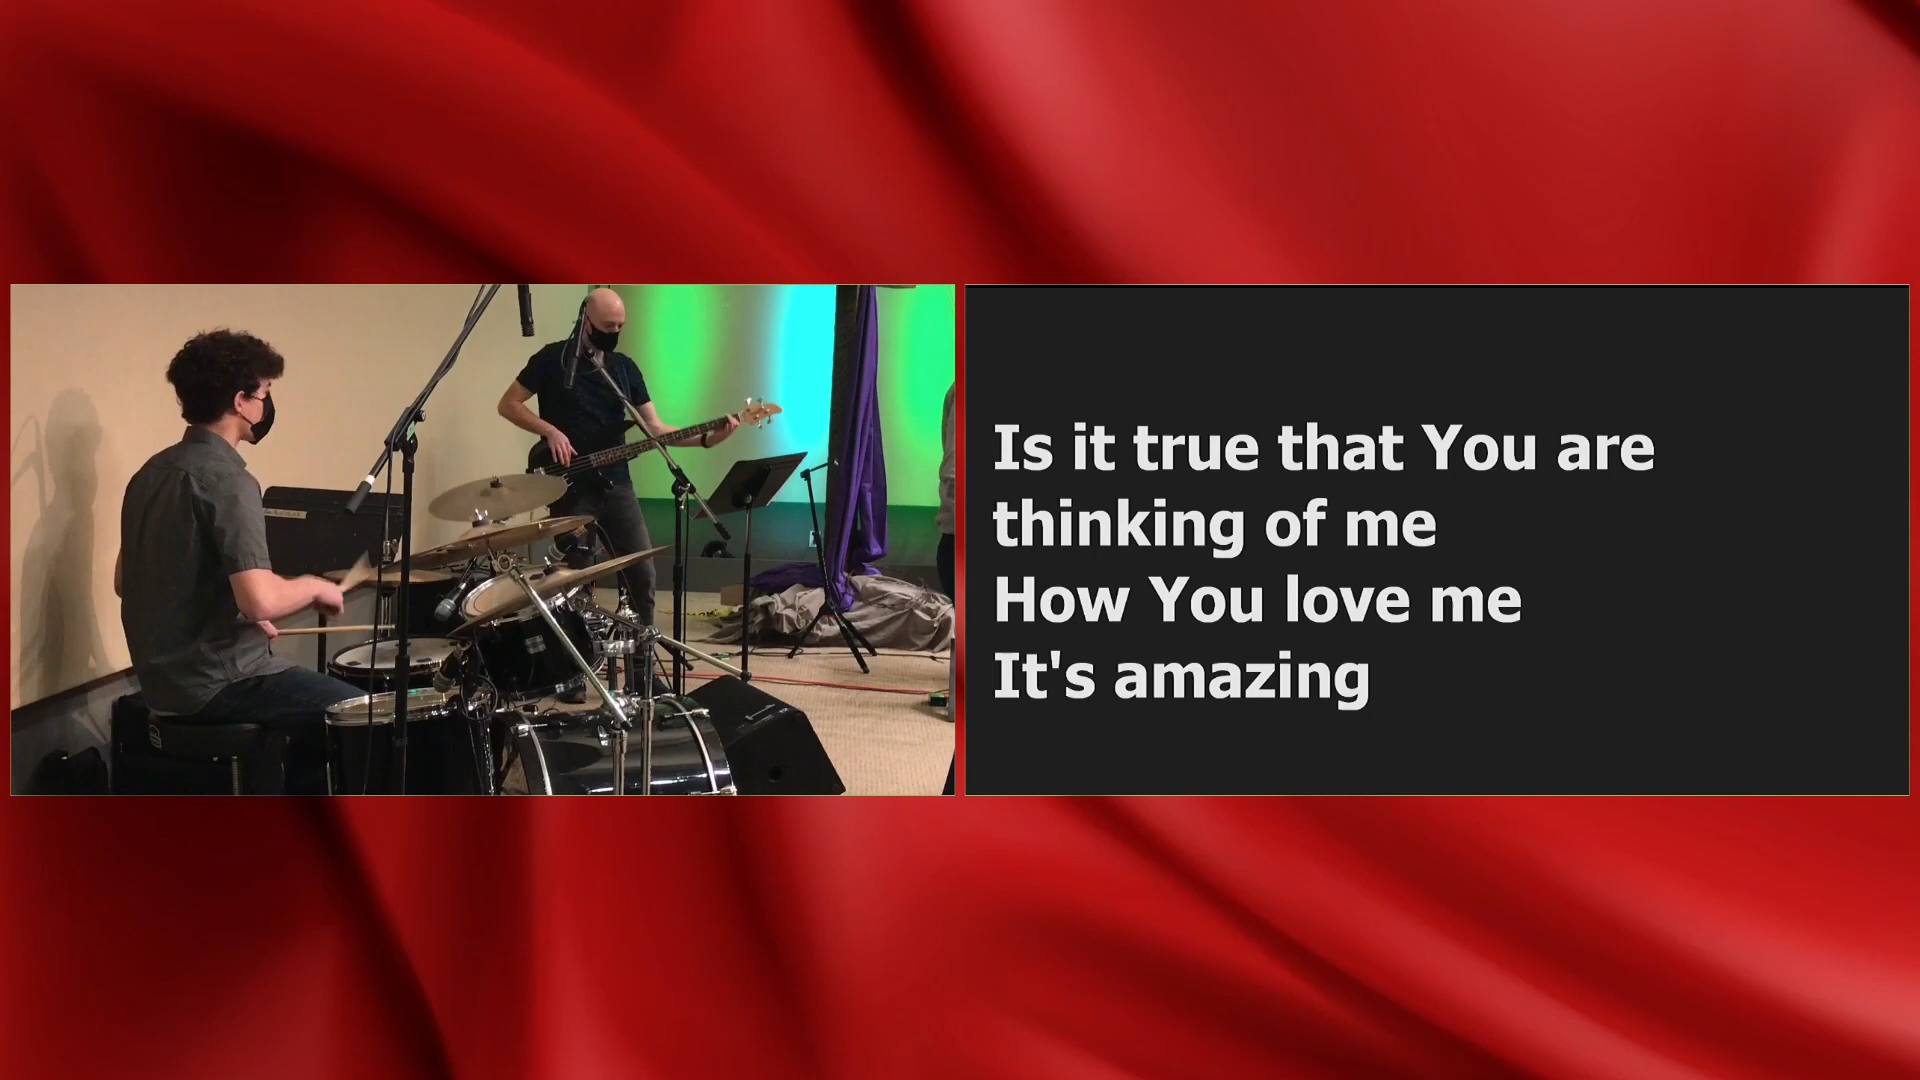 Is it true that You are
thinking of me
How You love me
It's amazing